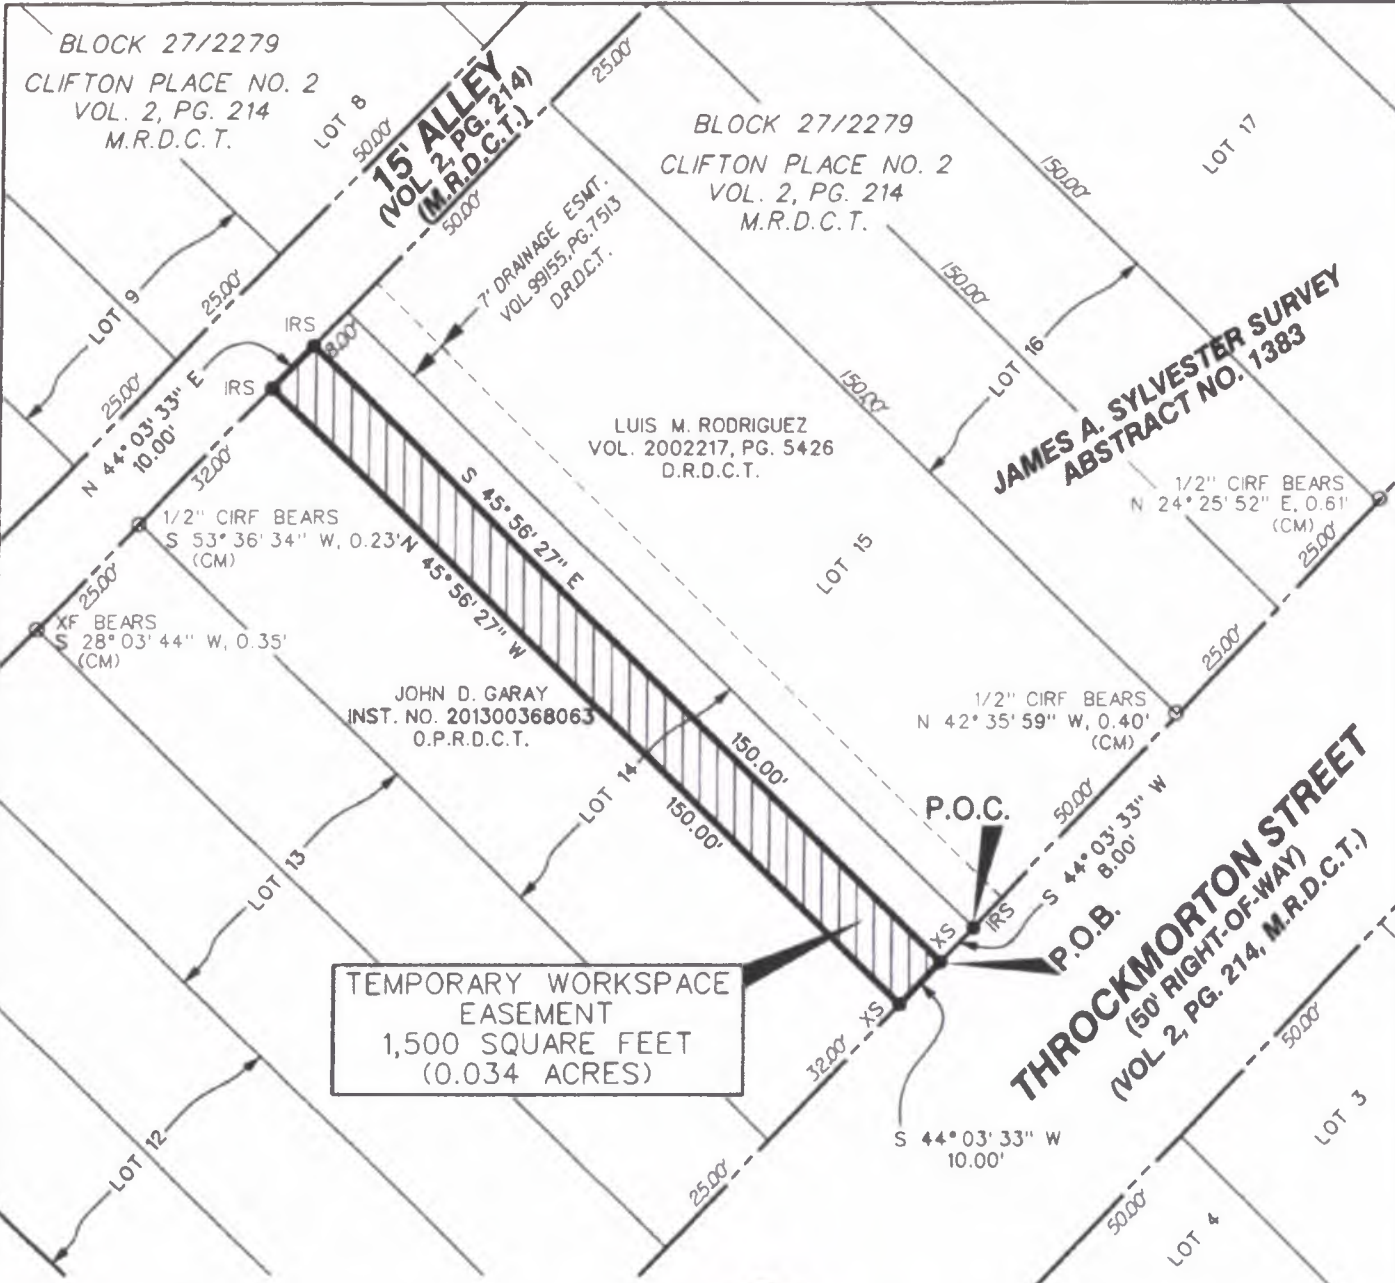 BLOCK 27/2279
CLIFTON PLACE NO. 2
VOL. 2, PG. 214
M.R.D.C.T.
LOT 8
50.00'
15' ALLEY
(VOL. 2, PG. 214)
(M.R.D.C.T.)
50.00'
25.00'
BLOCK 27/2279
CLIFTON PLACE NO. 2
VOL. 2, PG. 214
M.R.D.C.T.
LOT 17
150.00'
150.00'
150.00'
LOT 16
7' DRAINAGE ESMT.
VOL.99155,PG.7513
D.R.D.C.T.
LOT 9
25.00'
25.00'
IRS
8.00'
IRS
N 44°03'33" E
10.00'
32.00'
JAMES A. SYLVESTER SURVEY
ABSTRACT NO. 1383
LUIS M. RODRIGUEZ
VOL. 2002217, PG. 5426
D.R.D.C.T.
1/2" CIRF BEARS
N 24°25'52" E, 0.61'
(CM)
25.00'
1/2" CIRF BEARS
S 53°36'34" W, 0.23'
(CM)
S 45°56'27" E
150.00'
N 45°56'27" W
150.00'
LOT 15
25.00'
XF BEARS
S 28°03'44" W, 0.35'
(CM)
25.00'
JOHN D. GARAY
INST. NO. 201300368063
O.P.R.D.C.T.
1/2" CIRF BEARS
N 42°35'59" W, 0.40'
(CM)
LOT 14
LOT 13
50.00'
P.O.C.
S 44°03'33" W
8.00'
IRS
XS
P.O.B.
THROCKMORTON STREET
(50' RIGHT-OF-WAY)
(VOL. 2, PG. 214, M.R.D.C.T.)
TEMPORARY WORKSPACE
EASEMENT
1,500 SQUARE FEET
(0.034 ACRES)
XS
32.00'
S 44°03'33" W
10.00'
50.00'
LOT 12
25.00'
LOT 3
50.00'
LOT 4